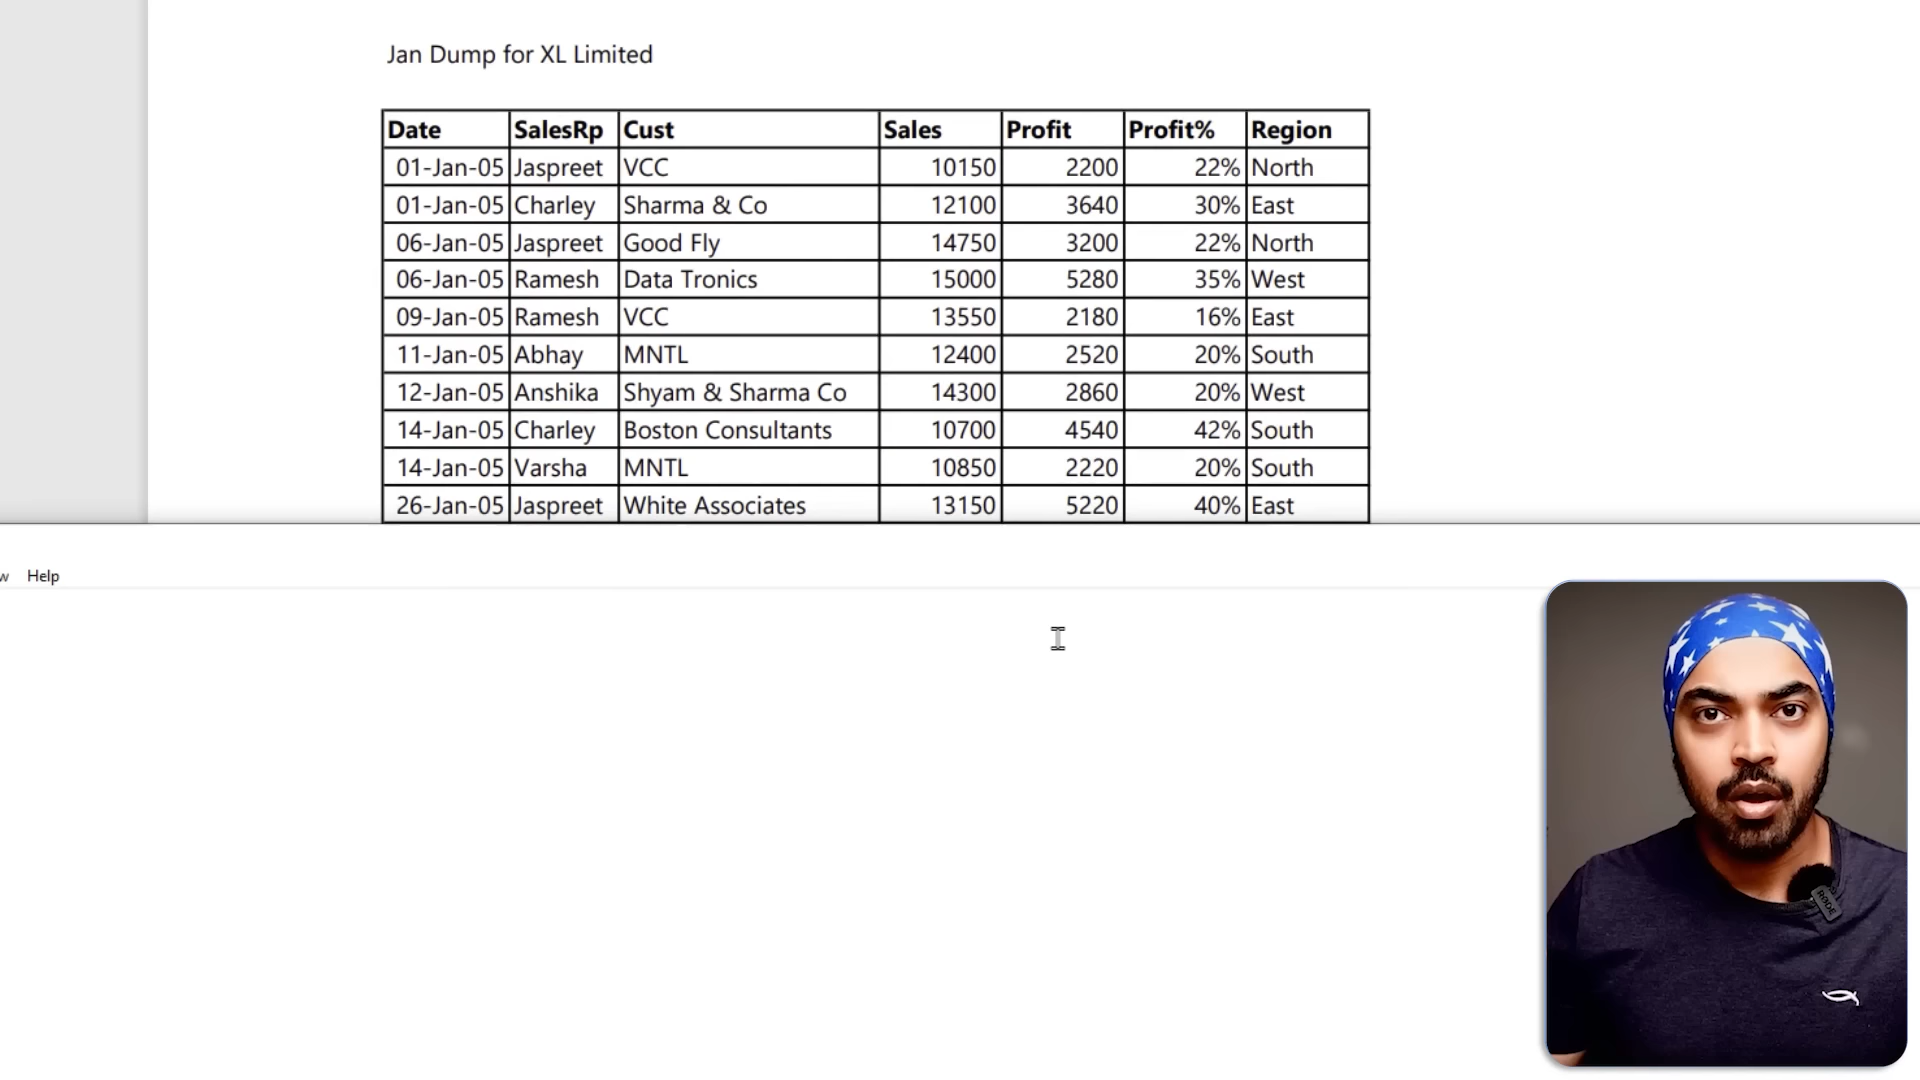 Jan Dump for XL Limited
Date SalesRp Cust Sales Profit Profit% Region
01-Jan-05 Jaspreet VCC 10150 2200 22% North
01-Jan-05 Charley Sharma & Co 12100 3640 30% East
06-Jan-05 Jaspreet Good Fly 14750 3200 22% North
06-Jan-05 Ramesh Data Tronics 15000 5280 35% West
09-Jan-05 Ramesh VCC 13550 2180 16% East
11-Jan-05 Abhay MNTL 12400 2520 20% South
12-Jan-05 Anshika Shyam & Sharma Co 14300 2860 20% West
14-Jan-05 Charley Boston Consultants 10700 4540 42% South
14-Jan-05 Varsha MNTL 10850 2220 20% South
26-Jan-05 Jaspreet White Associates 13150 5220 40% East
w Help
RØDE